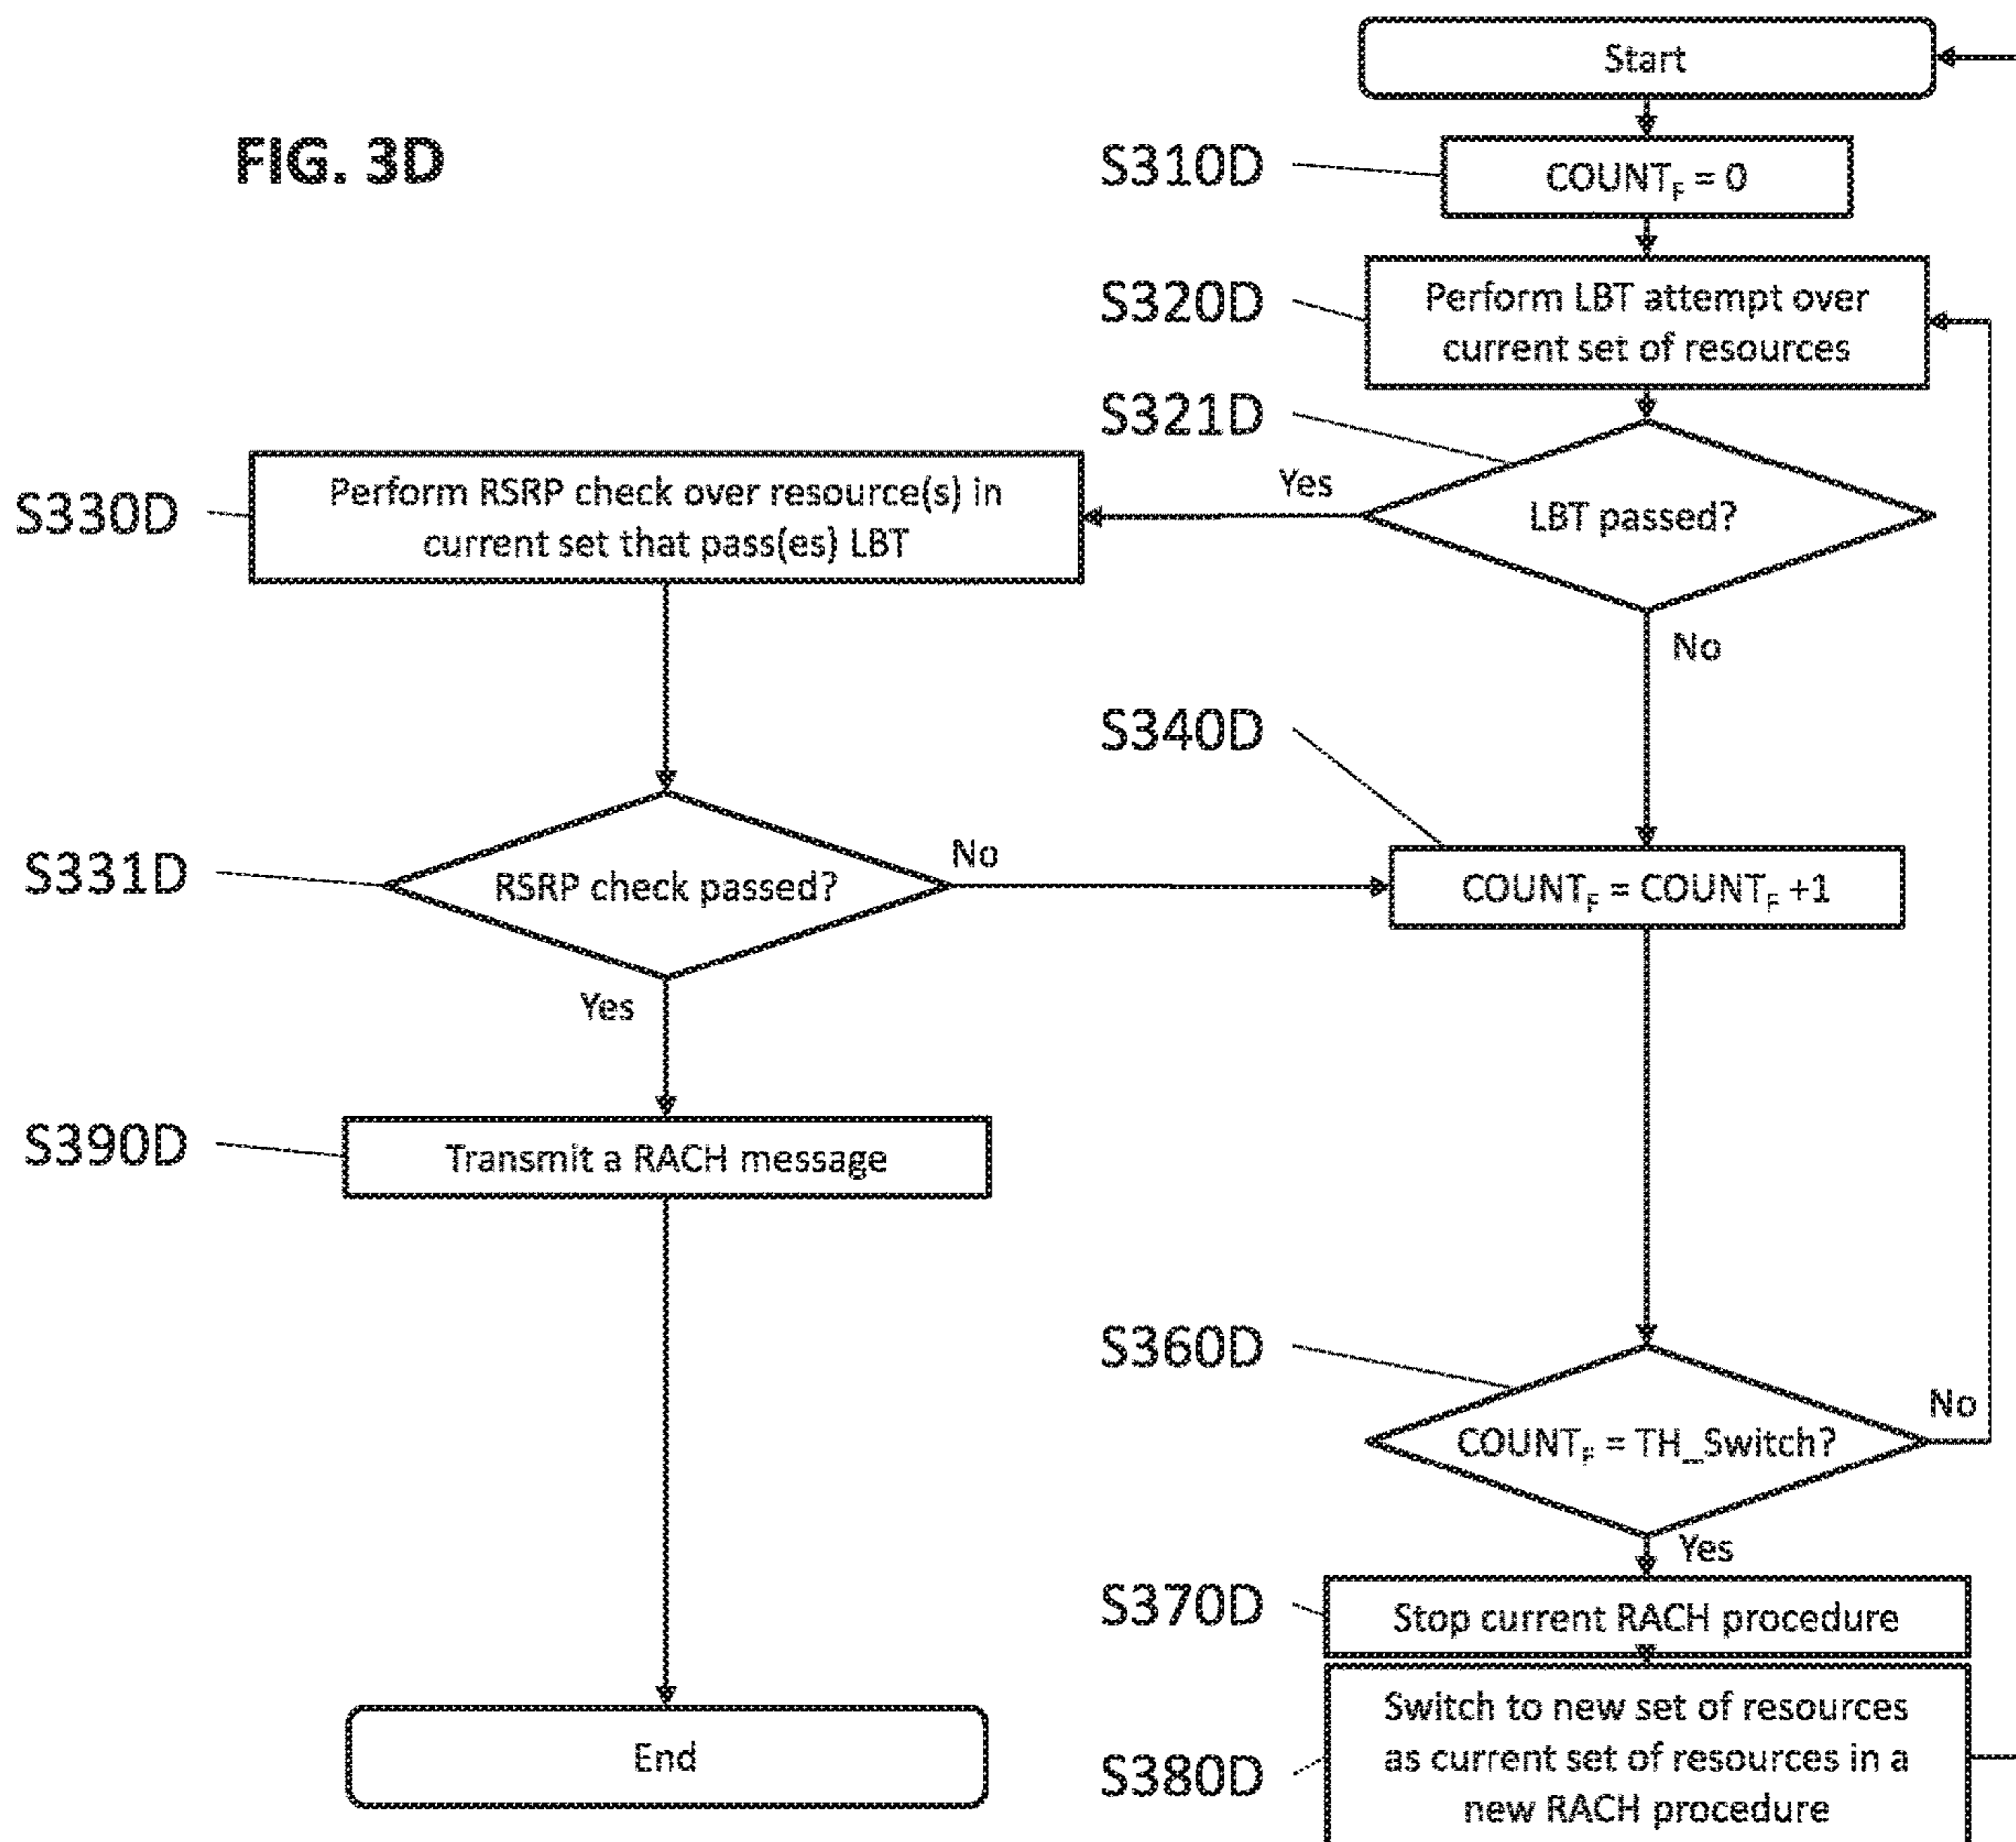 FIG. 3D
Start
S310D
COUNT_F = 0
S320D
Perform LBT attempt over
current set of resources
S321D
LBT passed?
Yes
No
S330D
Perform RSRP check over resource(s) in
current set that pass(es) LBT
S331D
RSRP check passed?
No
Yes
S340D
COUNT_F = COUNT_F +1
S390D
Transmit a RACH message
S360D
COUNT_F = TH_Switch?
No
Yes
S370D
Stop current RACH procedure
S380D
Switch to new set of resources
as current set of resources in a
new RACH procedure
End